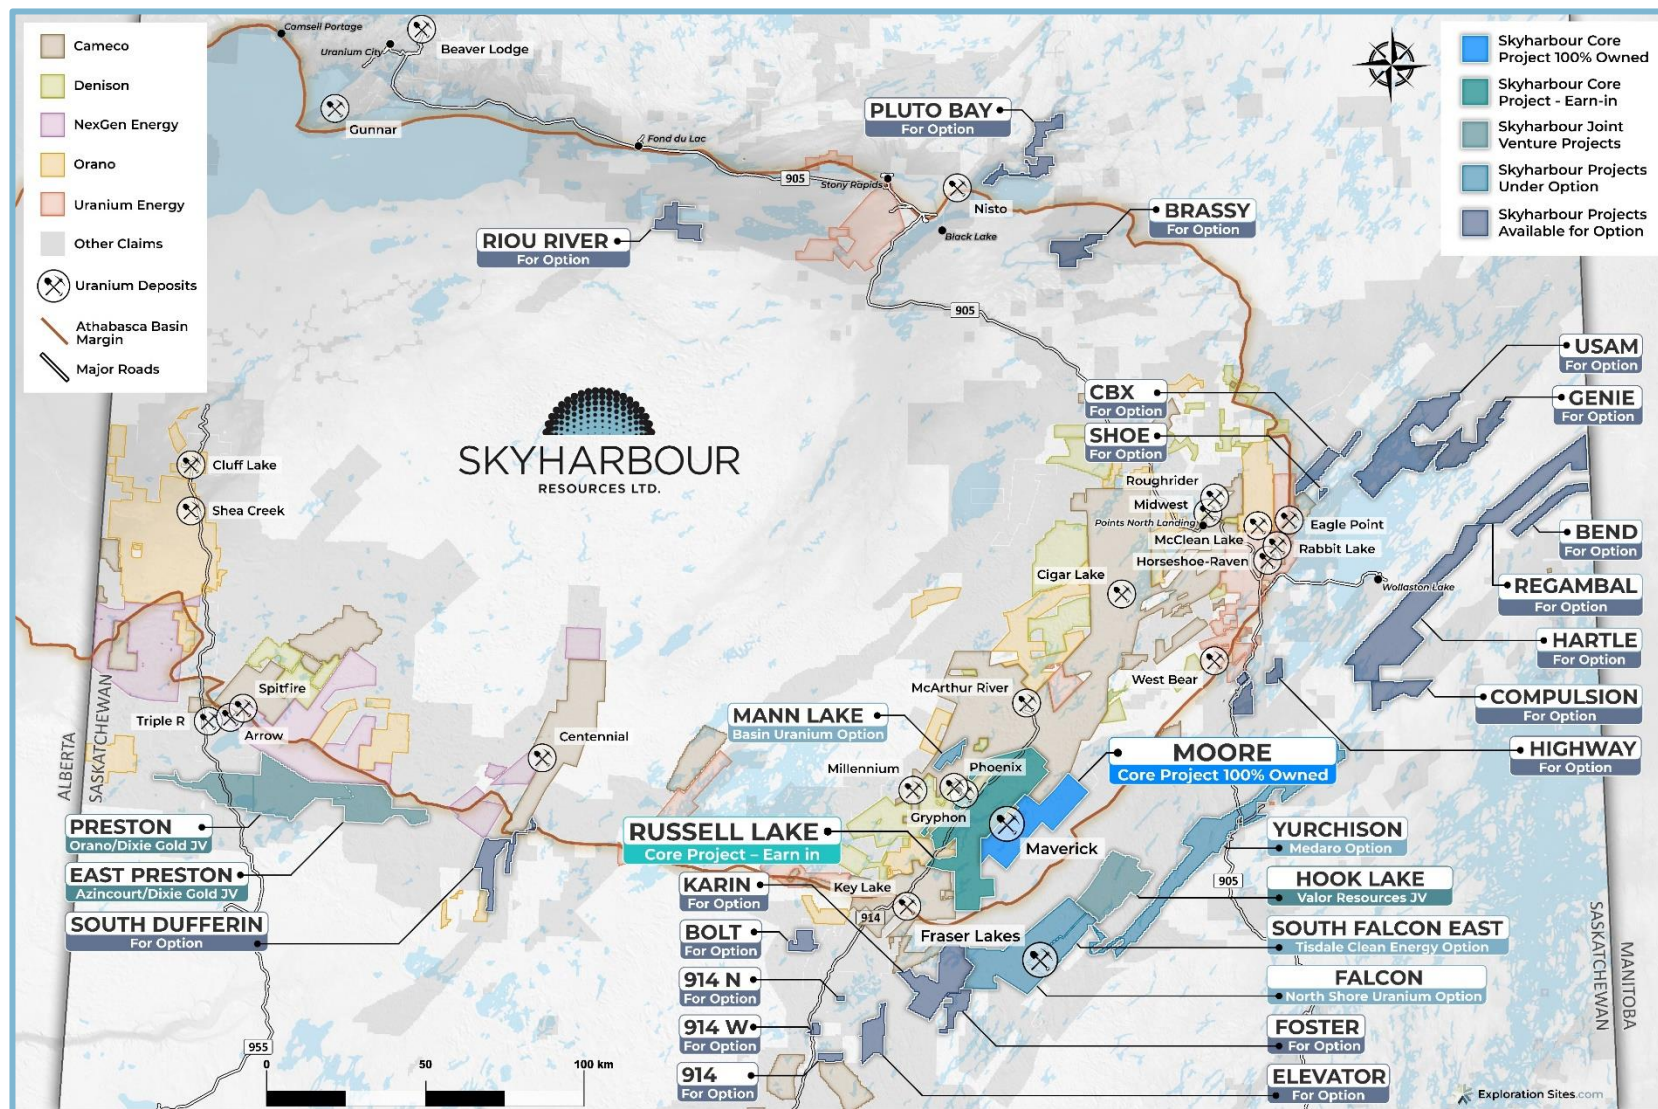 Cameco
Denison
NexGen Energy
Orano
Uranium Energy
Other Claims
Uranium Deposits
Athabasca Basin
Margin
Major Roads
Skyharbour Core
Project 100% Owned
Skyharbour Core
Project - Earn-in
Skyharbour Joint
Venture Projects
Skyharbour Projects
Under Option
Skyharbour Projects
Available for Option
Camsell Portage
Uranium City
Beaver Lodge
Gunnar
Fond du Lac
905
Stony Rapids
PLUTO BAY
For Option
Nisto
Black Lake
BRASSY
For Option
RIOU RIVER
For Option
905
SKYHARBOUR
RESOURCES LTD.
USAM
For Option
GENIE
For Option
CBX
For Option
SHOE
For Option
Roughrider
Midwest
Points North Landing
McClean Lake
Horseshoe-Raven
Eagle Point
Rabbit Lake
Cigar Lake
Wollaston Lake
BEND
For Option
REGAMBAL
For Option
HARTLE
For Option
COMPULSION
For Option
HIGHWAY
For Option
West Bear
McArthur River
Cluff Lake
Shea Creek
Spitfire
Triple R
Arrow
Centennial
ALBERTA
SASKATCHEWAN
MANN LAKE
Basin Uranium Option
Millennium
Phoenix
Gryphon
MOORE
Core Project 100% Owned
Maverick
RUSSELL LAKE
Core Project – Earn in
Key Lake
914
Fraser Lakes
PRESTON
Orano/Dixie Gold JV
EAST PRESTON
Azincourt/Dixie Gold JV
SOUTH DUFFERIN
For Option
KARIN
For Option
BOLT
For Option
914 N
For Option
914 W
For Option
914
For Option
YURCHISON
Medaro Option
905
HOOK LAKE
Valor Resources JV
SOUTH FALCON EAST
Tisdale Clean Energy Option
FALCON
North Shore Uranium Option
FOSTER
For Option
ELEVATOR
For Option
SASKATCHEWAN
MANITOBA
955
0
50
100 km
Exploration Sites.com